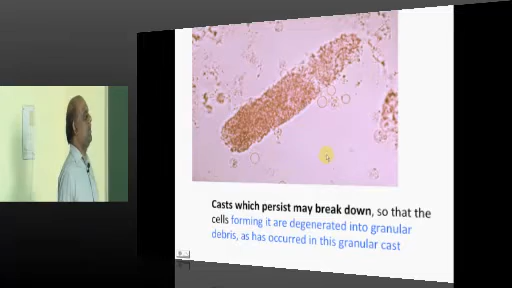 Casts which persist may break down, so that the
cells forming it are degenerated into granular
debris, as has occurred in this granular cast